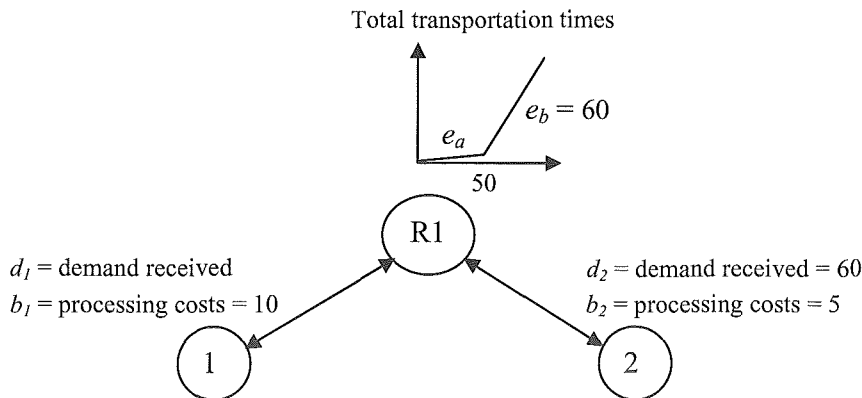 Total transportation times
e_b = 60
e_a
50
R1
d_1 = demand received
b_1 = processing costs = 10
d_2 = demand received = 60
b_2 = processing costs = 5
1
2